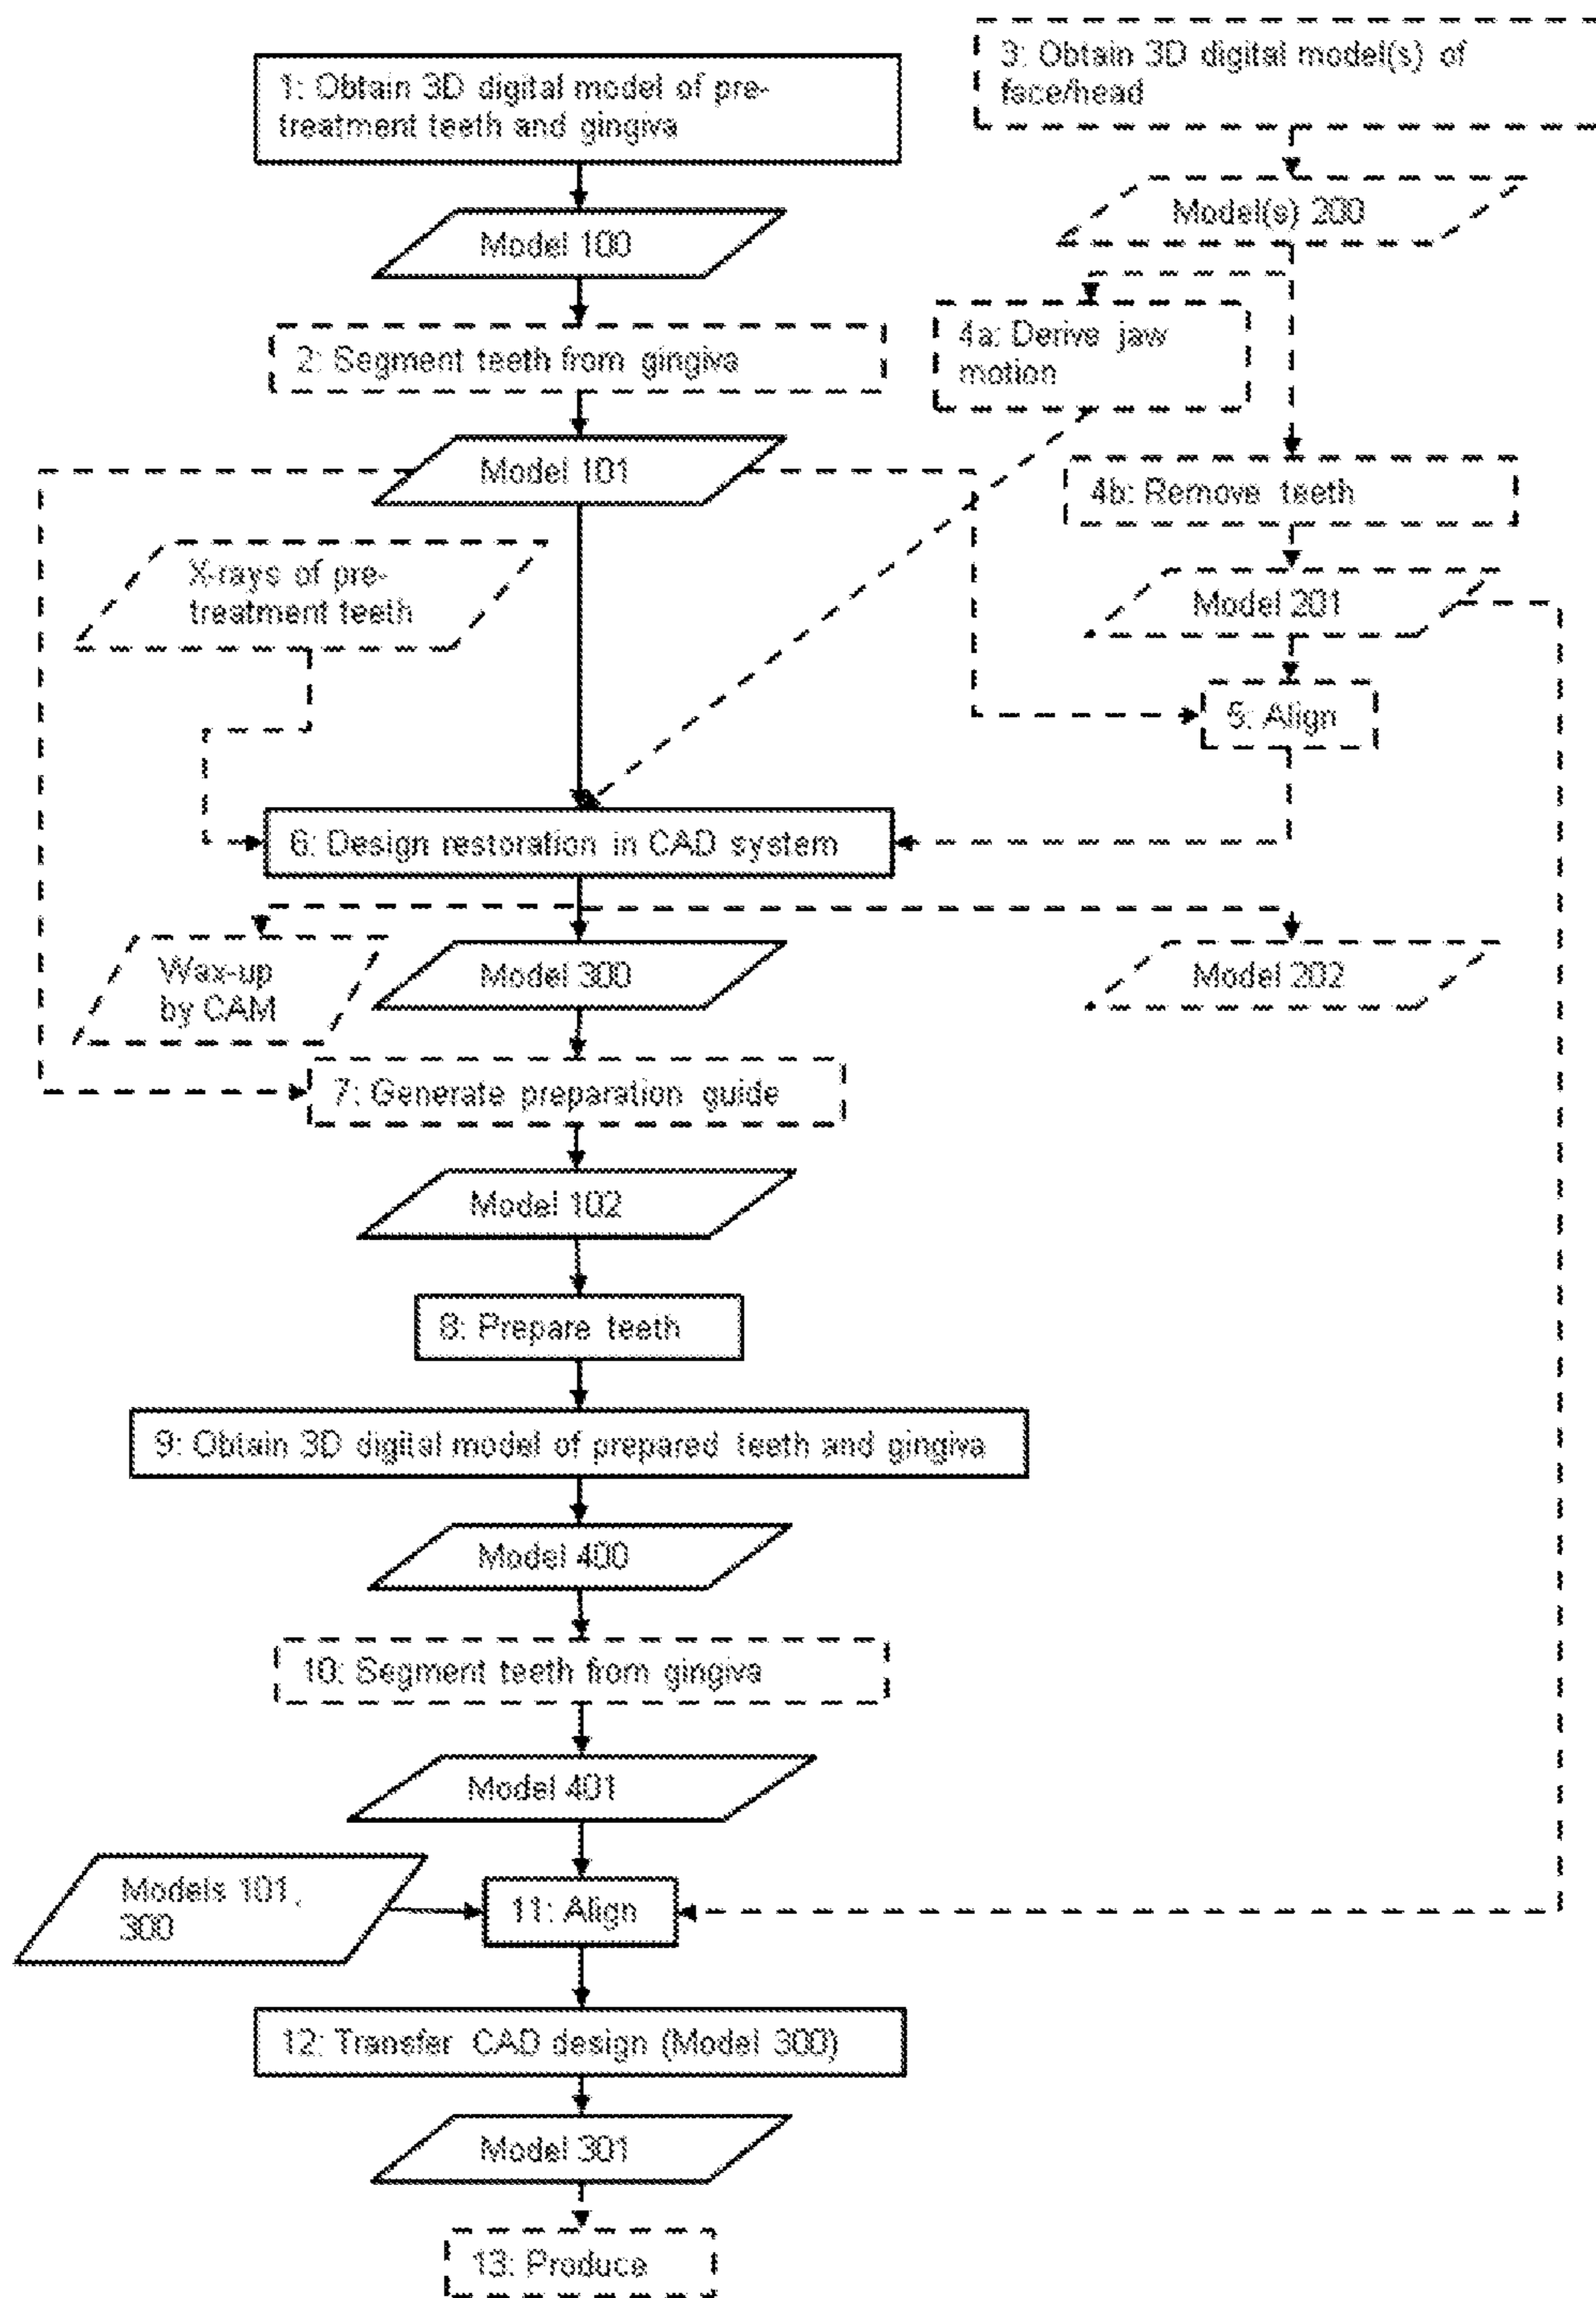 1: Obtain 3D digital model of pre-
treatment teeth and gingiva
3: Obtain 3D digital model(s) of
face/head
Model 100
Model(s) 200
2: Segment teeth from gingiva
4a: Derive jaw
motion
Model 101
4b: Remove teeth
X-rays of pre-
treatment teeth
Model 201
5: Align
6: Design restoration in CAD system
Wax-up
by CAM
Model 300
Model 202
7: Generate preparation guide
Model 102
8: Prepare teeth
9: Obtain 3D digital model of prepared teeth and gingiva
Model 400
10: Segment teeth from gingiva
Model 401
Models 101,
300
11: Align
12: Transfer CAD design (Model 300)
Model 301
13: Produce